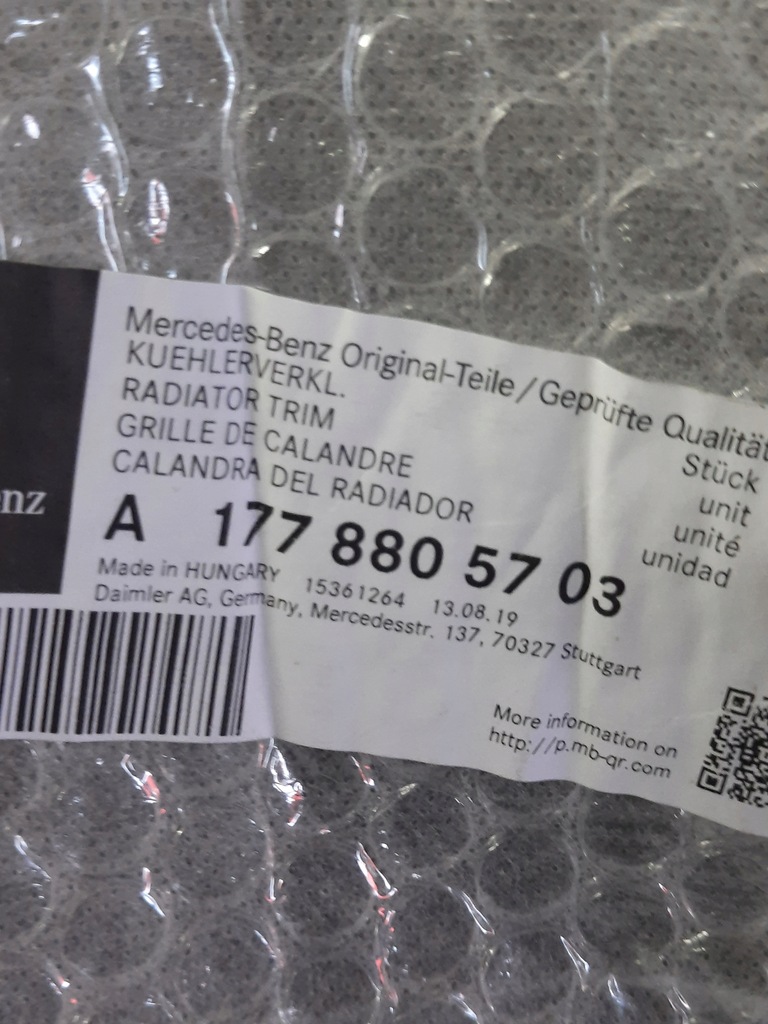 Mercedes-Benz Original-Teile/Geprüfte Qualität
KUEHLERVERKL.
RADIATOR TRIM
GRILLE DE CALANDRE
CALANDRA DEL RADIADOR
Stück
unit
unité
unidad
nz
A 177 880 57 03
Made in HUNGARY 15361264 13.08.19
Daimler AG, Germany, Mercedesstr. 137, 70327 Stuttgart
More information on
http://p.mb-qr.com